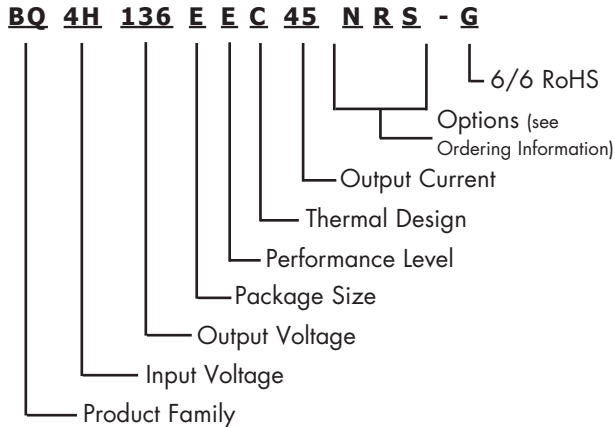 BQ 4H 136 E E C 45 N R S - G
6/6 RoHS
Options (see
Ordering Information)
Output Current
Thermal Design
Performance Level
Package Size
Output Voltage
Input Voltage
Product Family